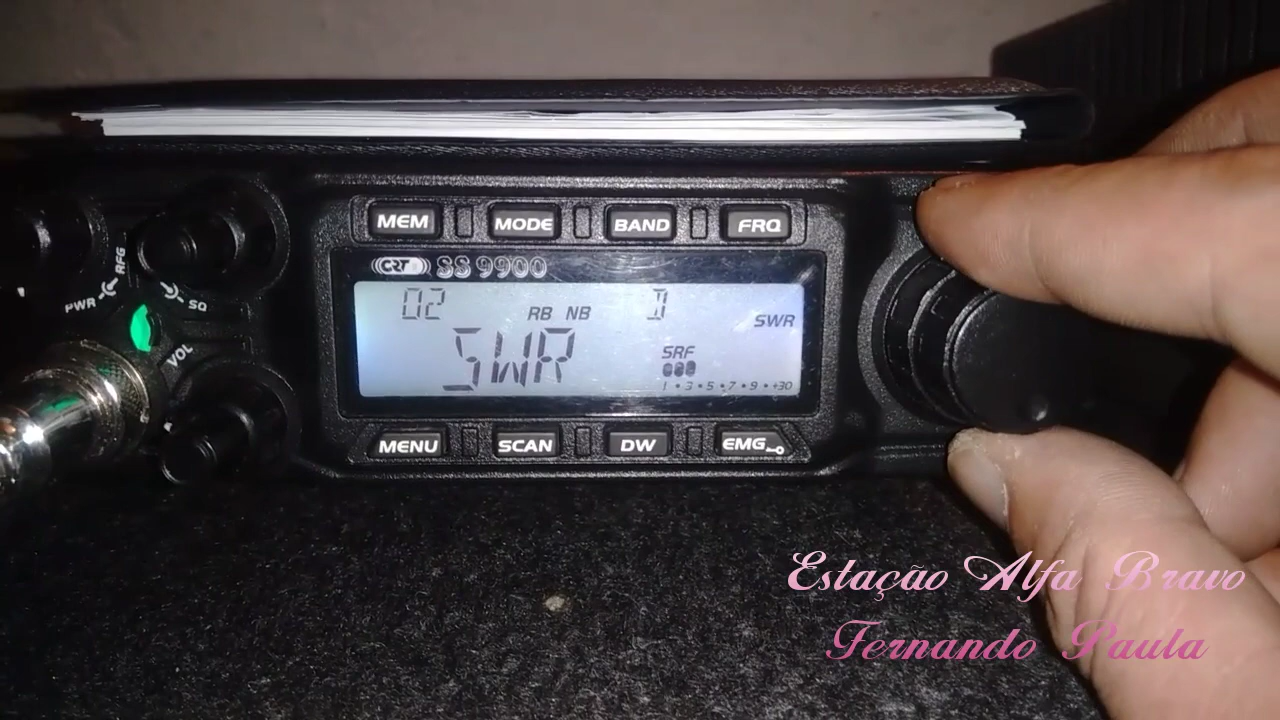 MEM MODE BAND FRQ
CRT SS 9900
02 RB NB D SWR
SWR SRF
1 • 3 • 5 • 7 • 9 • +30
RFG
PWR SQ
VOL
MENU SCAN DW EMG
Estação Alfa Bravo
Fernando Paula